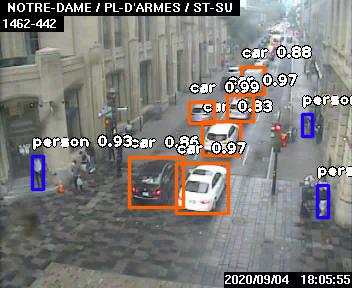 NOTRE-DAME / PL-D'ARMES / ST-SU
1462-442
car 0.88
car 0.97
car 0.99
car 0.83
person
person 0.93
car 0.86
car 0.97
pers
2020/09/04 18:05:55